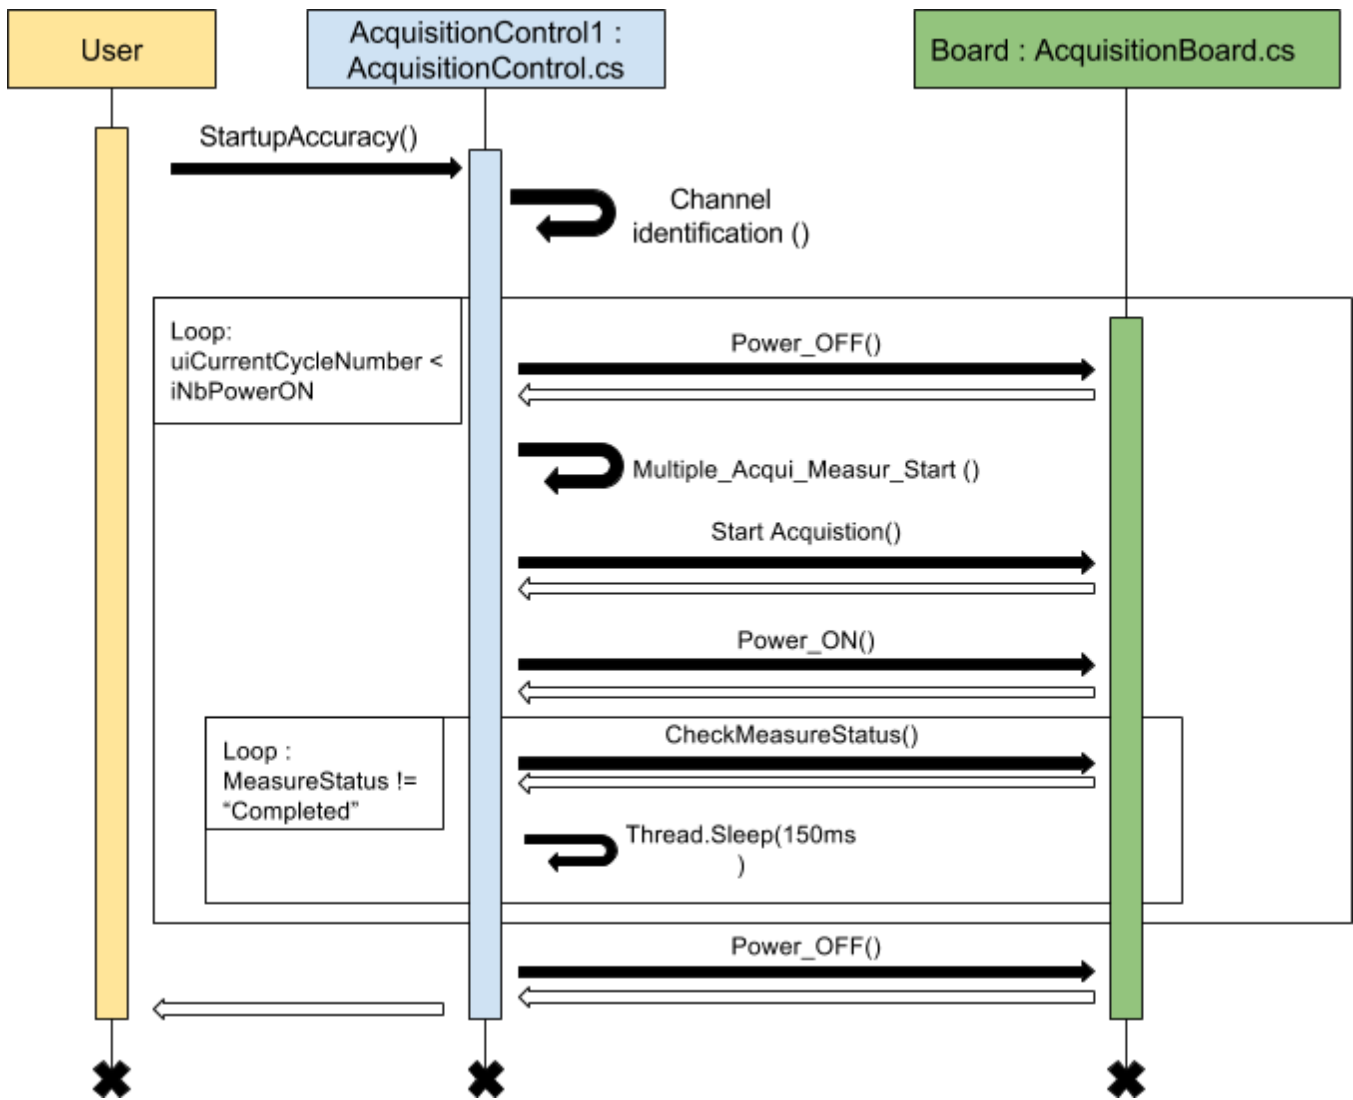 User
AcquisitionControl1 :
AcquisitionControl.cs
Board : AcquisitionBoard.cs
StartupAccuracy()
Channel
identification ()
Loop:
uiCurrentCycleNumber <
iNbPowerON
Power_OFF()
Multiple_Acqui_Measur_Start ()
Start Acquistion()
Power_ON()
Loop :
MeasureStatus !=
“Completed”
CheckMeasureStatus()
Thread.Sleep(150ms
)
Power_OFF()